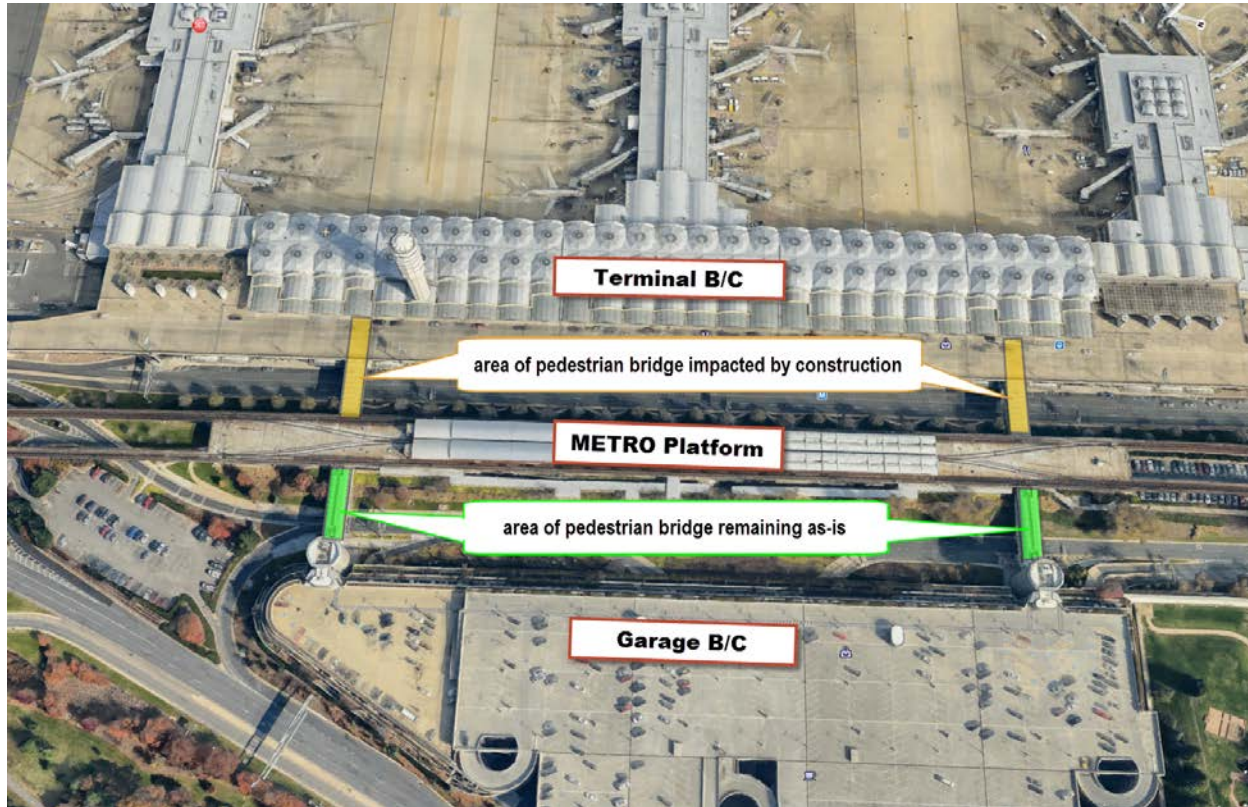 Terminal B/C
area of pedestrian bridge impacted by construction
METRO Platform
area of pedestrian bridge remaining as-is
Garage B/C